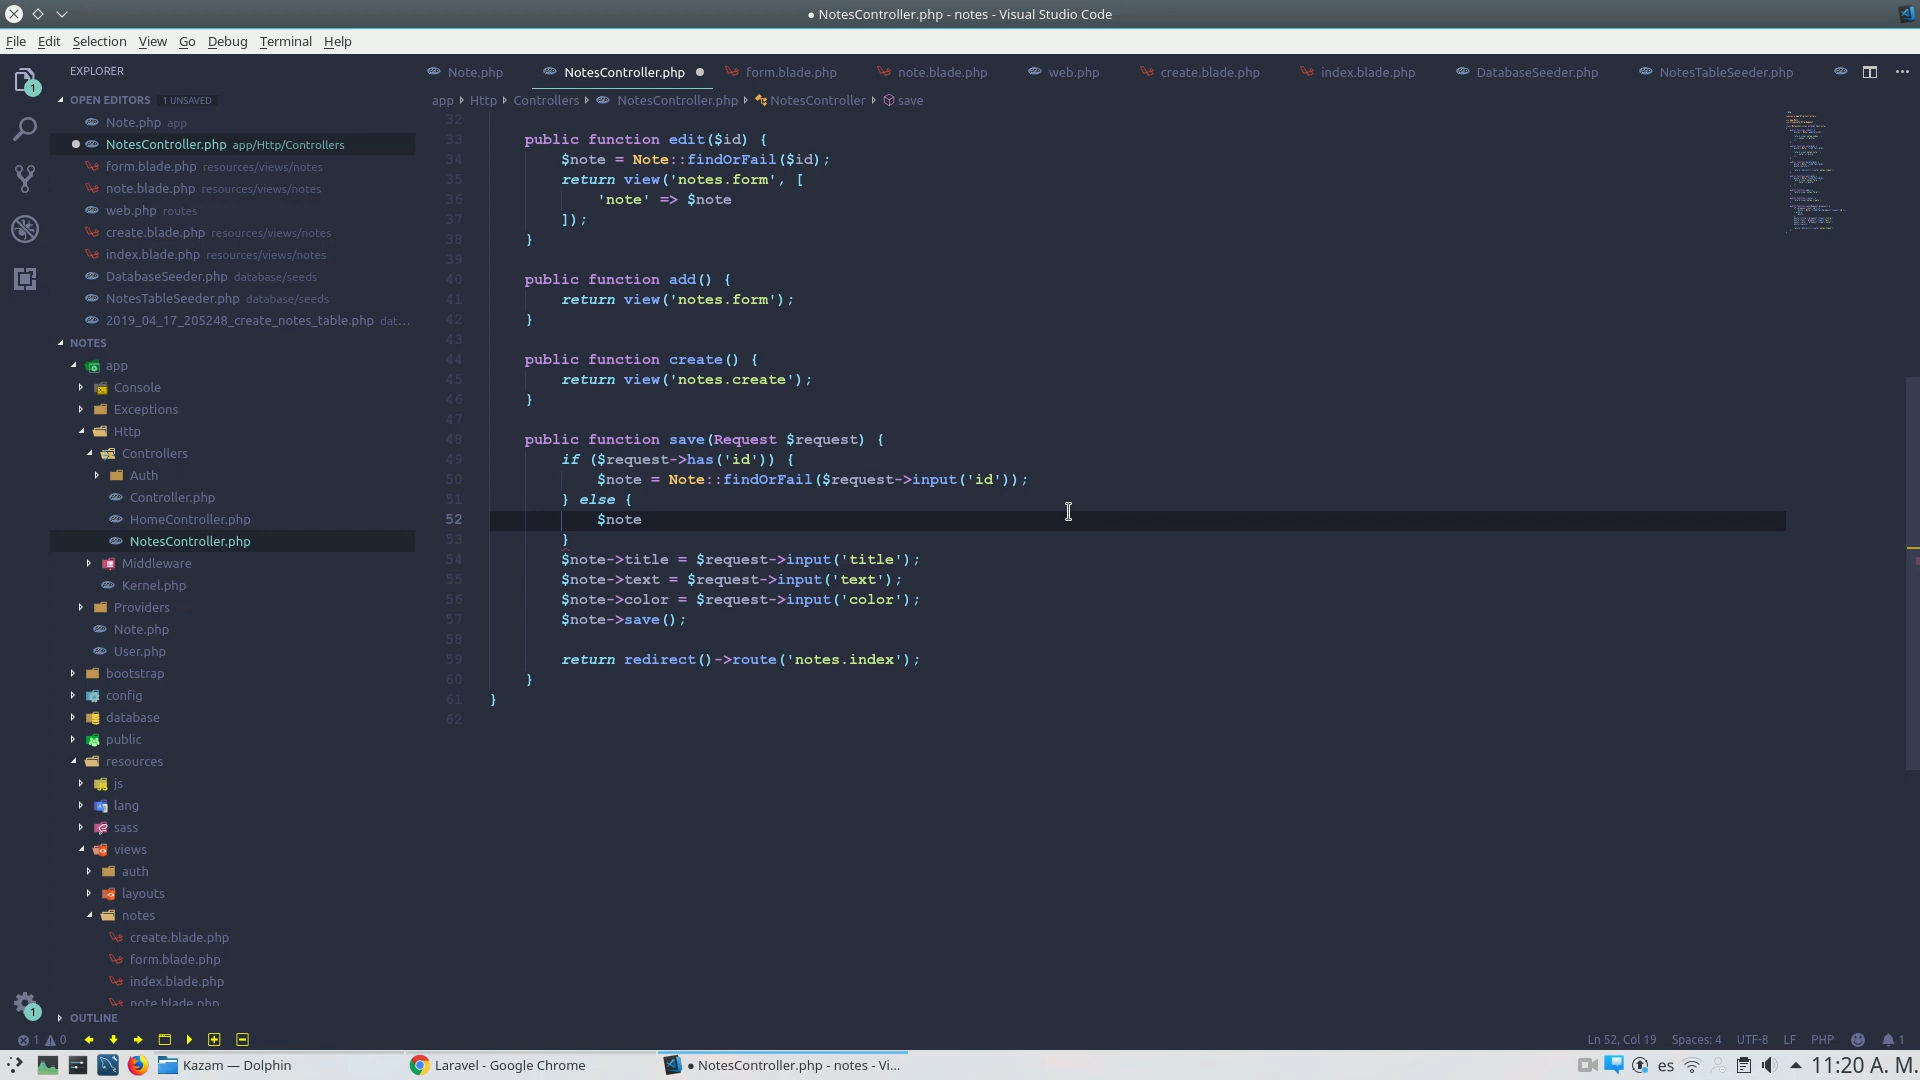 ● NotesController.php - notes - Visual Studio Code
File Edit Selection View Go Debug Terminal Help
EXPLORER
OPEN EDITORS 1 UNSAVED
Note.php app
NotesController.php app/Http/Controllers
form.blade.php resources/views/notes
note.blade.php resources/views/notes
web.php routes
create.blade.php resources/views/notes
index.blade.php resources/views/notes
DatabaseSeeder.php database/seeds
NotesTableSeeder.php database/seeds
2019_04_17_205248_create_notes_table.php dat...
NOTES
app
Console
Exceptions
Http
Controllers
Auth
Controller.php
HomeController.php
NotesController.php
Middleware
Kernel.php
Providers
Note.php
User.php
bootstrap
config
database
public
resources
js
lang
sass
views
auth
layouts
notes
create.blade.php
form.blade.php
index.blade.php
note.blade.php
OUTLINE
Note.php NotesController.php form.blade.php note.blade.php web.php create.blade.php index.blade.php DatabaseSeeder.php NotesTableSeeder.php
app Http Controllers NotesController.php NotesController save
32
33 public function edit($id) {
34 $note = Note::findOrFail($id);
35 return view('notes.form', [
36 'note' => $note
37 ]);
38 }
39
40 public function add() {
41 return view('notes.form');
42 }
43
44 public function create() {
45 return view('notes.create');
46 }
47
48 public function save(Request $request) {
49 if ($request->has('id')) {
50 $note = Note::findOrFail($request->input('id'));
51 } else {
52 $note
53 }
54 $note->title = $request->input('title');
55 $note->text = $request->input('text');
56 $note->color = $request->input('color');
57 $note->save();
58
59 return redirect()->route('notes.index');
60 }
61 }
62
1
1
1 0
Ln 52, Col 19 Spaces: 4 UTF-8 LF PHP 1
Kazam — Dolphin
Laravel - Google Chrome
● NotesController.php - notes - Vi...
es
11:20 A. M.